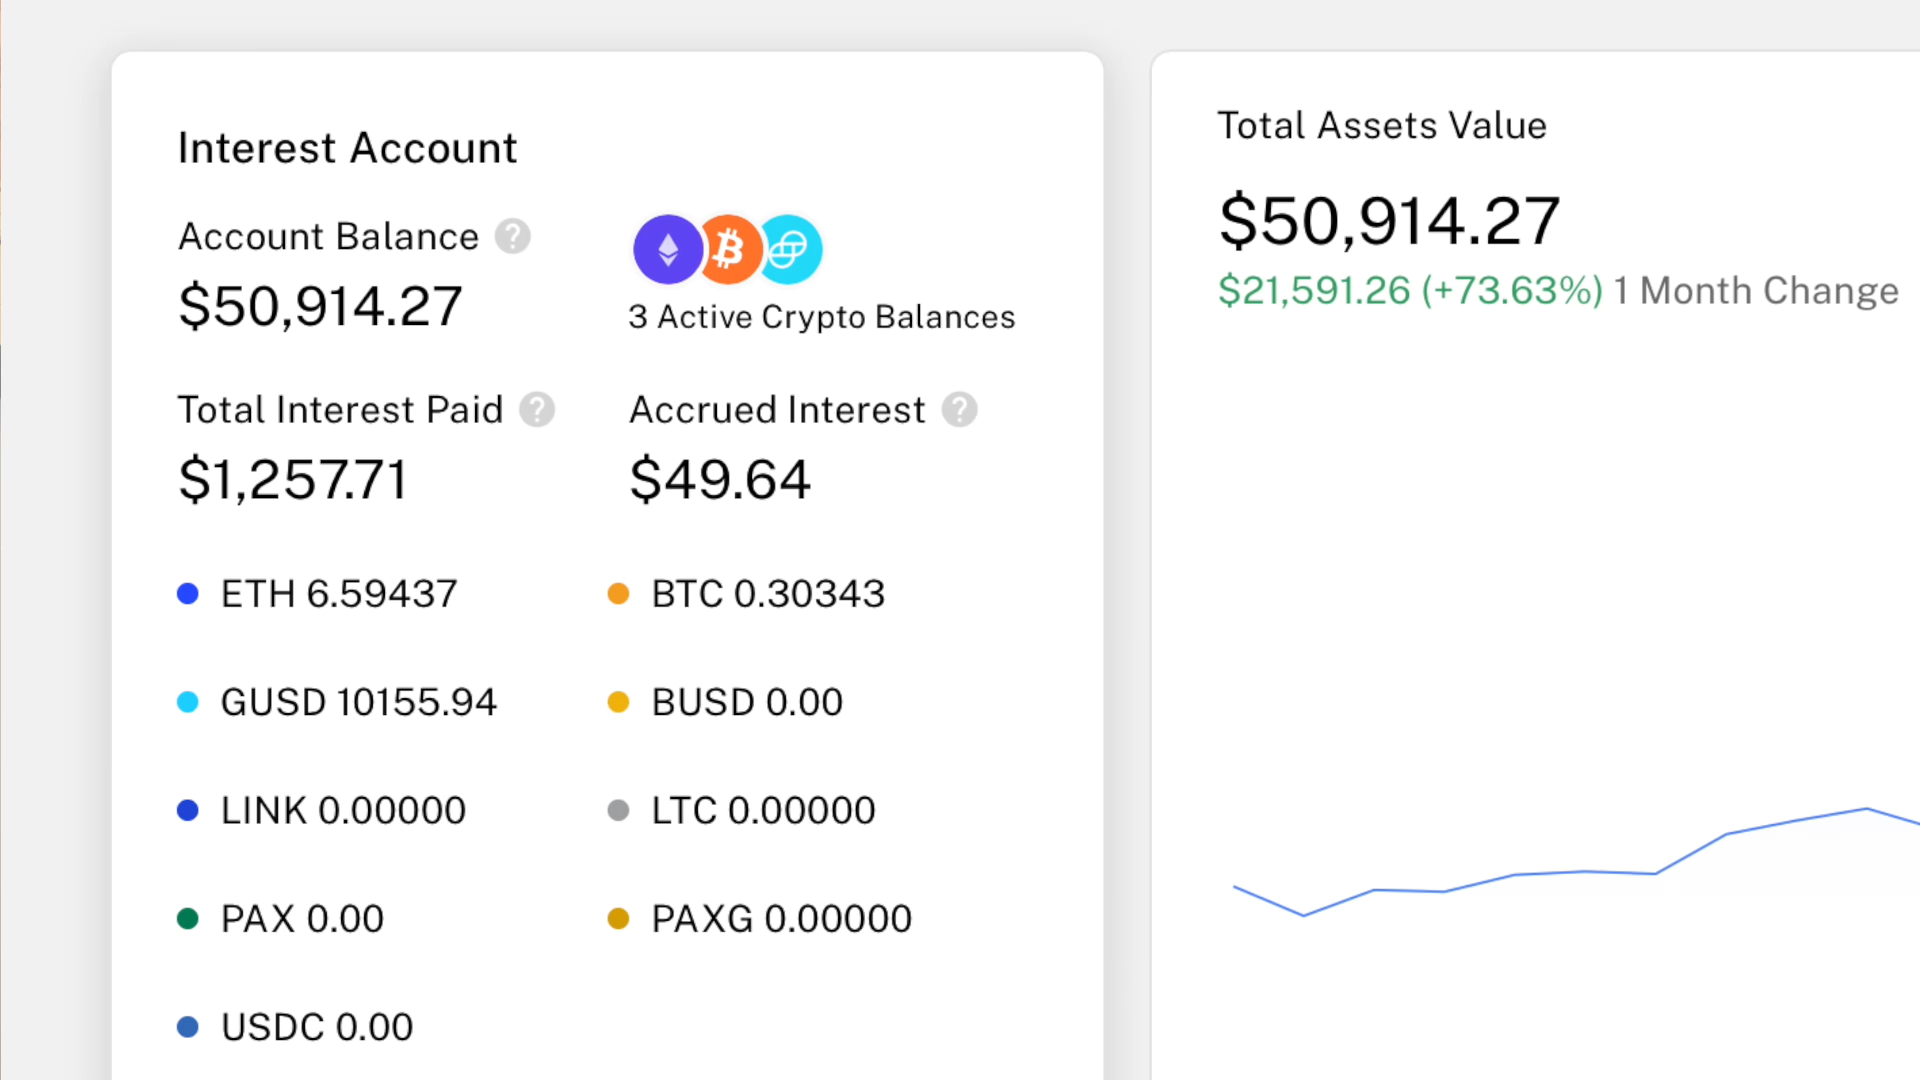 Interest Account
Account Balance ?
$50,914.27
3 Active Crypto Balances
Total Interest Paid ?
$1,257.71
Accrued Interest ?
$49.64
ETH 6.59437
BTC 0.30343
GUSD 10155.94
BUSD 0.00
LINK 0.00000
LTC 0.00000
PAX 0.00
PAXG 0.00000
USDC 0.00
Total Assets Value
$50,914.27
$21,591.26 (+73.63%) 1 Month Change